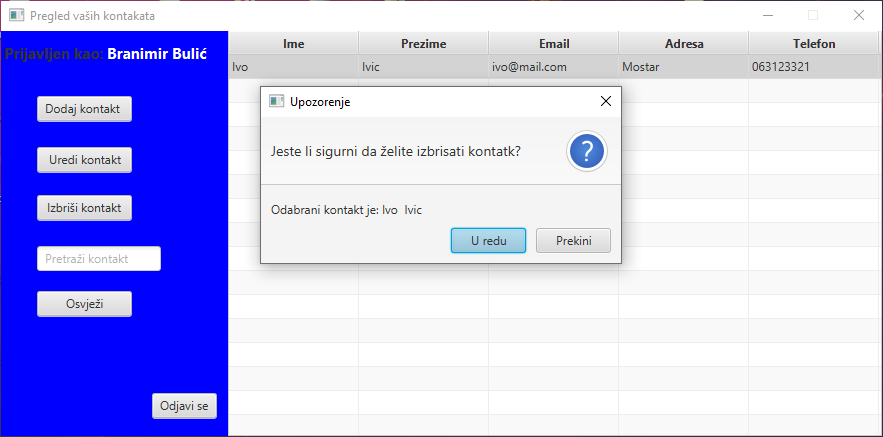 Pregled vaših kontakata
Prijavljen kao: Branimir Bulić
Dodaj kontakt
Uredi kontakt
Izbriši kontakt
Pretraži kontakt
Osvježi
Odjavi se
Ime Prezime Email Adresa Telefon
Ivo Ivic ivo@mail.com Mostar 063123321
Upozorenje
Jeste li sigurni da želite izbrisati kontatk?
?
Odabrani kontakt je: Ivo Ivic
U redu Prekini